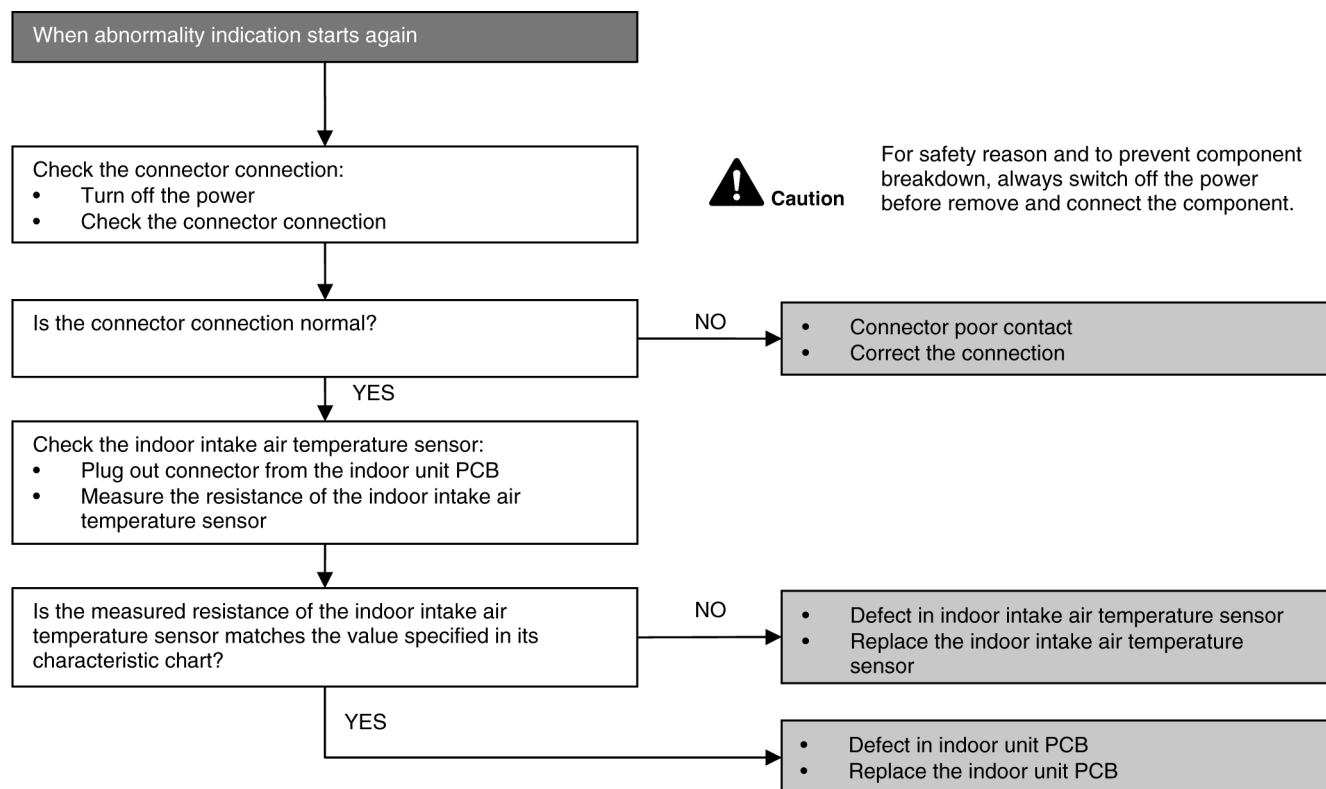 When abnormality indication starts again
Check the connector connection:
• Turn off the power
• Check the connector connection
Caution
For safety reason and to prevent component
breakdown, always switch off the power
before remove and connect the component.
Is the connector connection normal?
NO
• Connector poor contact
• Correct the connection
YES
Check the indoor intake air temperature sensor:
• Plug out connector from the indoor unit PCB
• Measure the resistance of the indoor intake air
temperature sensor
Is the measured resistance of the indoor intake air
temperature sensor matches the value specified in its
characteristic chart?
NO
• Defect in indoor intake air temperature sensor
• Replace the indoor intake air temperature
sensor
YES
• Defect in indoor unit PCB
• Replace the indoor unit PCB